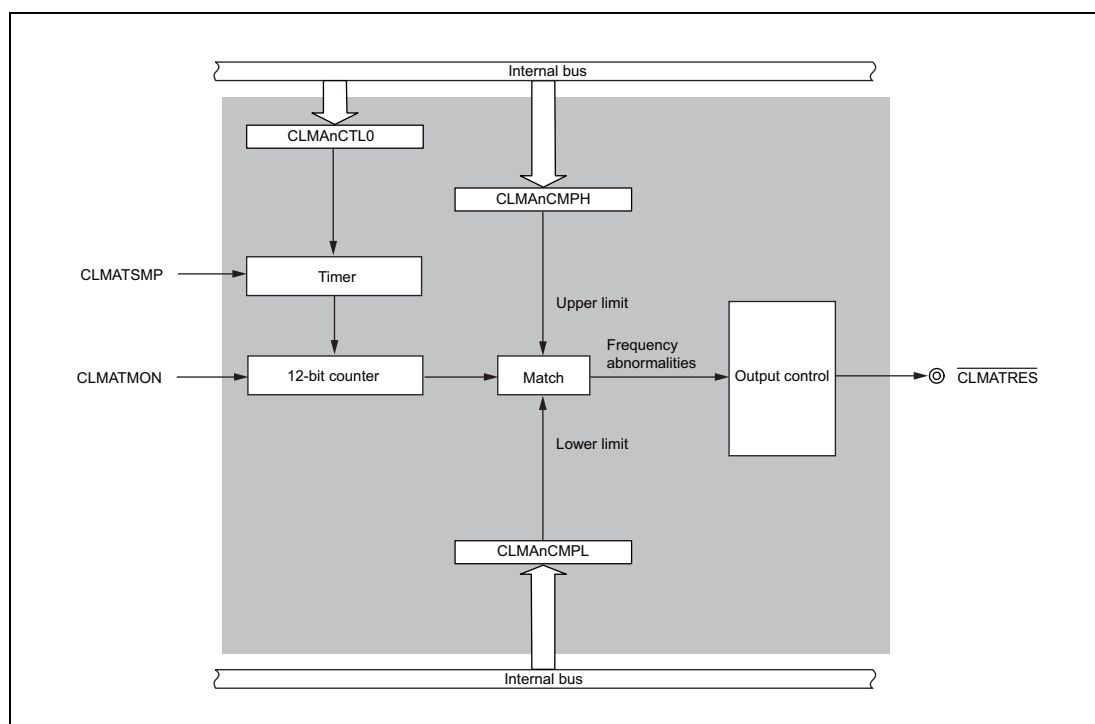 Internal bus
CLMAnCTL0
CLMAnCMPH
CLMATSMP
Timer
Upper limit
Frequency
abnormalities
CLMATMON
12-bit counter
Match
Output control
CLMATRES
Lower limit
CLMAnCMPL
Internal bus